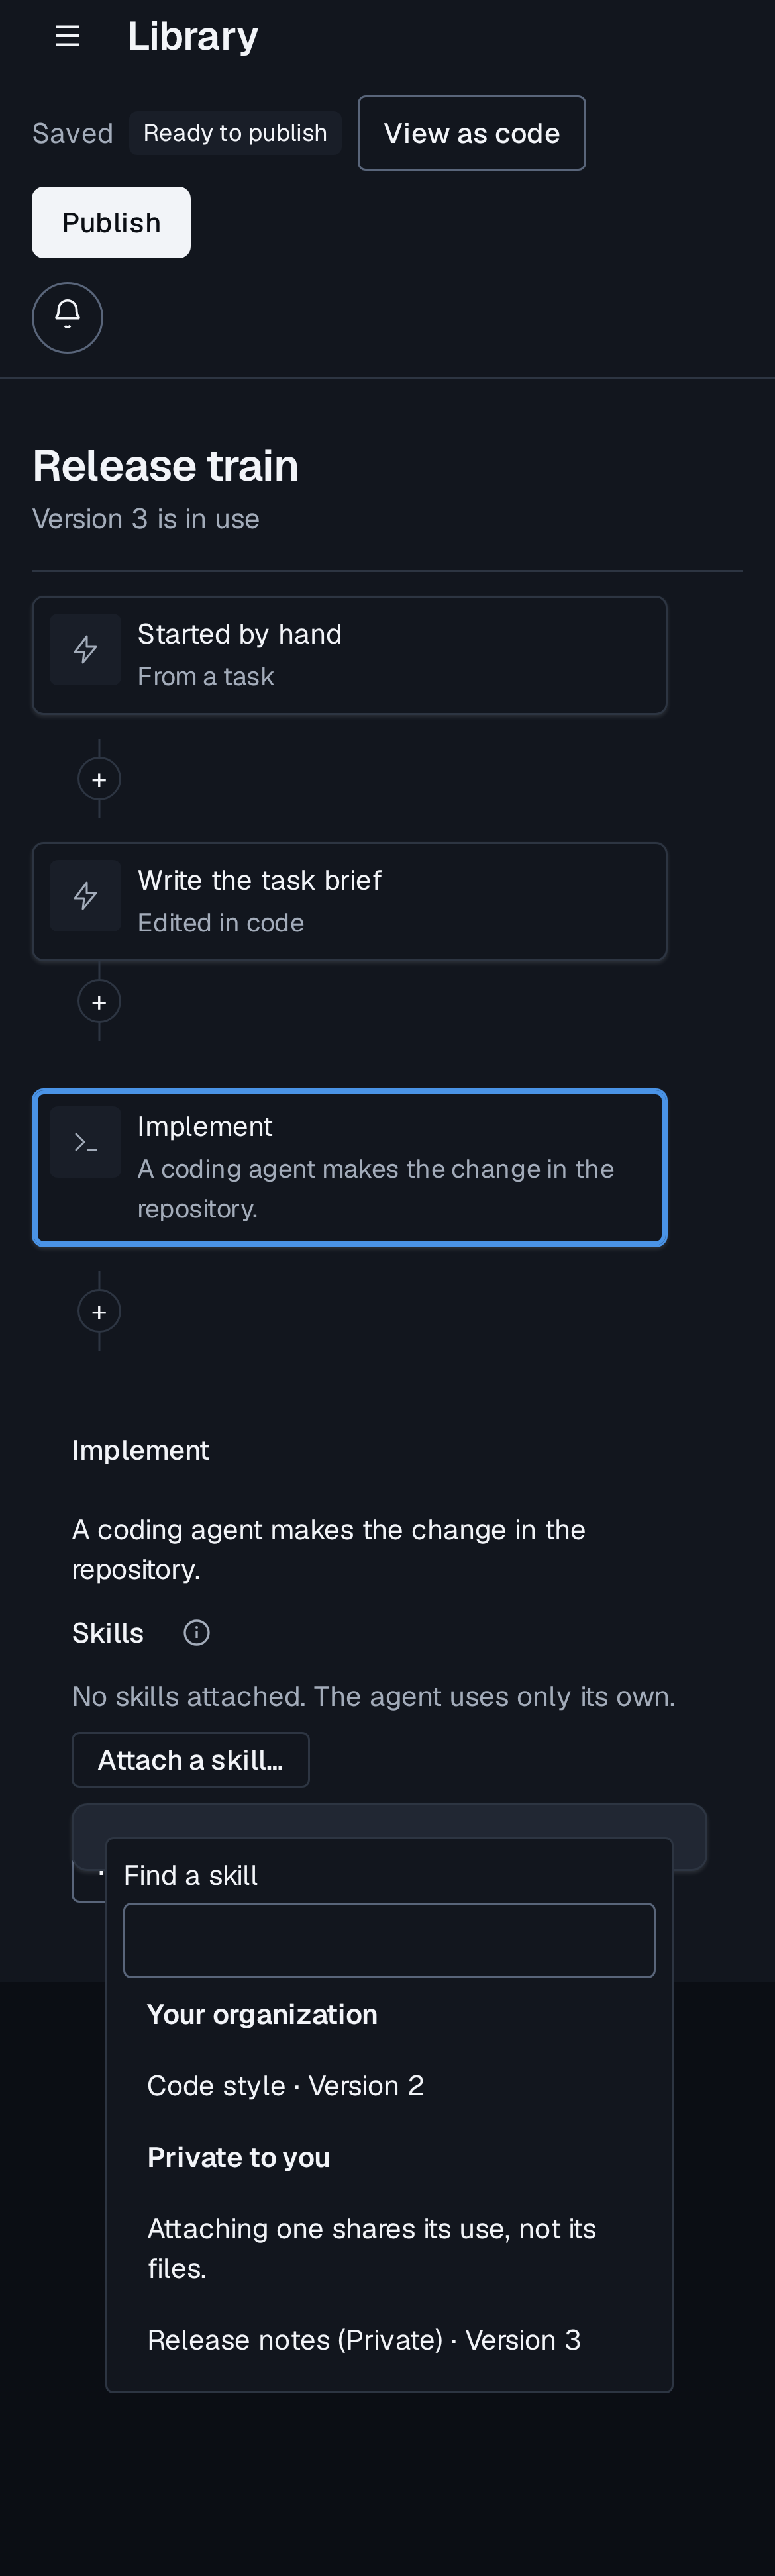 Library
Saved
Ready to publish
View as code
Publish
Release train
Version 3 is in use
Started by hand
From a task
+
Write the task brief
Edited in code
+
Implement
A coding agent makes the change in the
repository.
+
Implement
A coding agent makes the change in the
repository.
Skills
No skills attached. The agent uses only its own.
Attach a skill…
Find a skill
Your organization
Code style · Version 2
Private to you
Attaching one shares its use, not its
files.
Release notes (Private) · Version 3